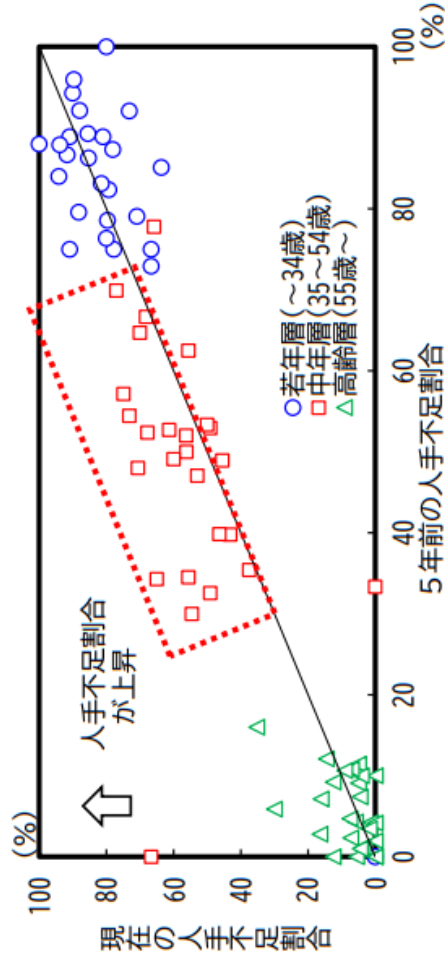 (%)
100
80
60
40
20
0
現在の人手不足割合
人手不足割合
が上昇
○若年層(～34歳)
□中年層(35～54歳)
△高齢層(55歳～)
0
20
40
60
80
100
(%)
5年前の人手不足割合